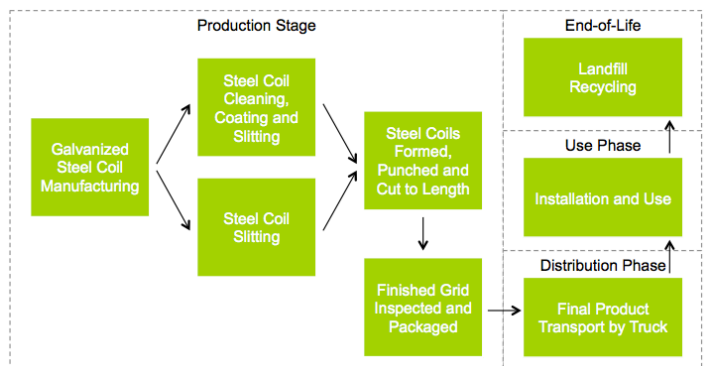 Production Stage
Galvanized
Steel Coil
Manufacturing
Steel Coil
Cleaning,
Coating and
Slitting
Steel Coil
Slitting
Steel Coils
Formed,
Punched and
Cut to Length
Finished Grid
Inspected and
Packaged
Distribution Phase
Final Product
Transport by Truck
Use Phase
Installation and Use
End-of-Life
Landfill
Recycling